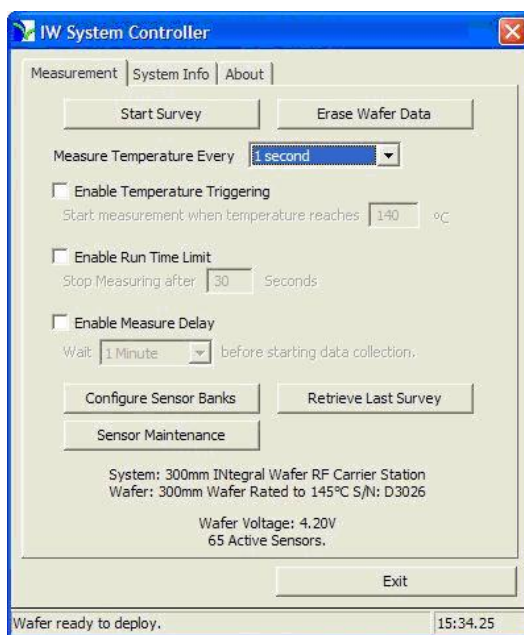 IW System Controller
Measurement System Info About
Start Survey Erase Wafer Data
Measure Temperature Every 1 second
Enable Temperature Triggering
Start measurement when temperature reaches 140 ºC
Enable Run Time Limit
Stop Measuring after 30 Seconds
Enable Measure Delay
Wait 1 Minute before starting data collection.
Configure Sensor Banks Retrieve Last Survey
Sensor Maintenance
System: 300mm INtegral Wafer RF Carrier Station
Wafer: 300mm Wafer Rated to 145ºC S/N: D3026
Wafer Voltage: 4.20V
65 Active Sensors.
Exit
Wafer ready to deploy. 15:34.25